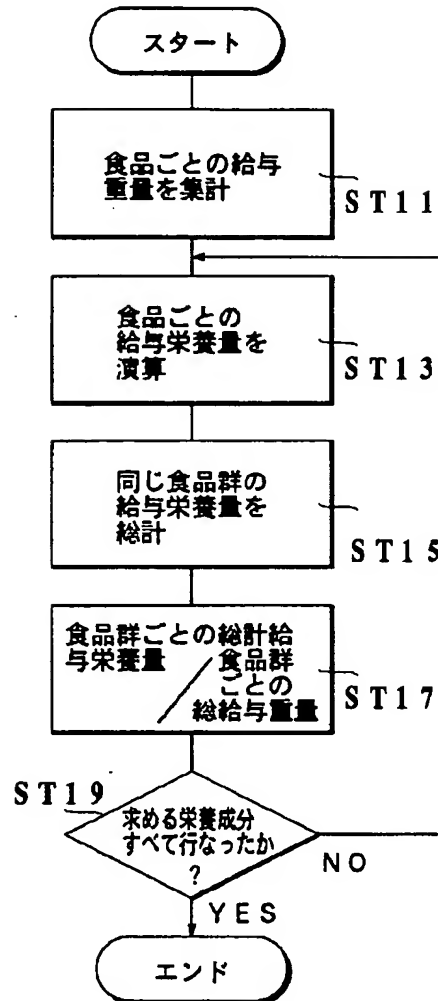 スタート
食品ごとの給与
重量を集計
ST11
食品ごとの
給与栄養量を
演算
ST13
同じ食品群の
給与栄養量を
総計
ST15
食品群ごとの総計給
与栄養量
／食品群
ごとの
総給与重量
ST17
ST19
求める栄養成分
すべて行なったか
?
NO
YES
エンド